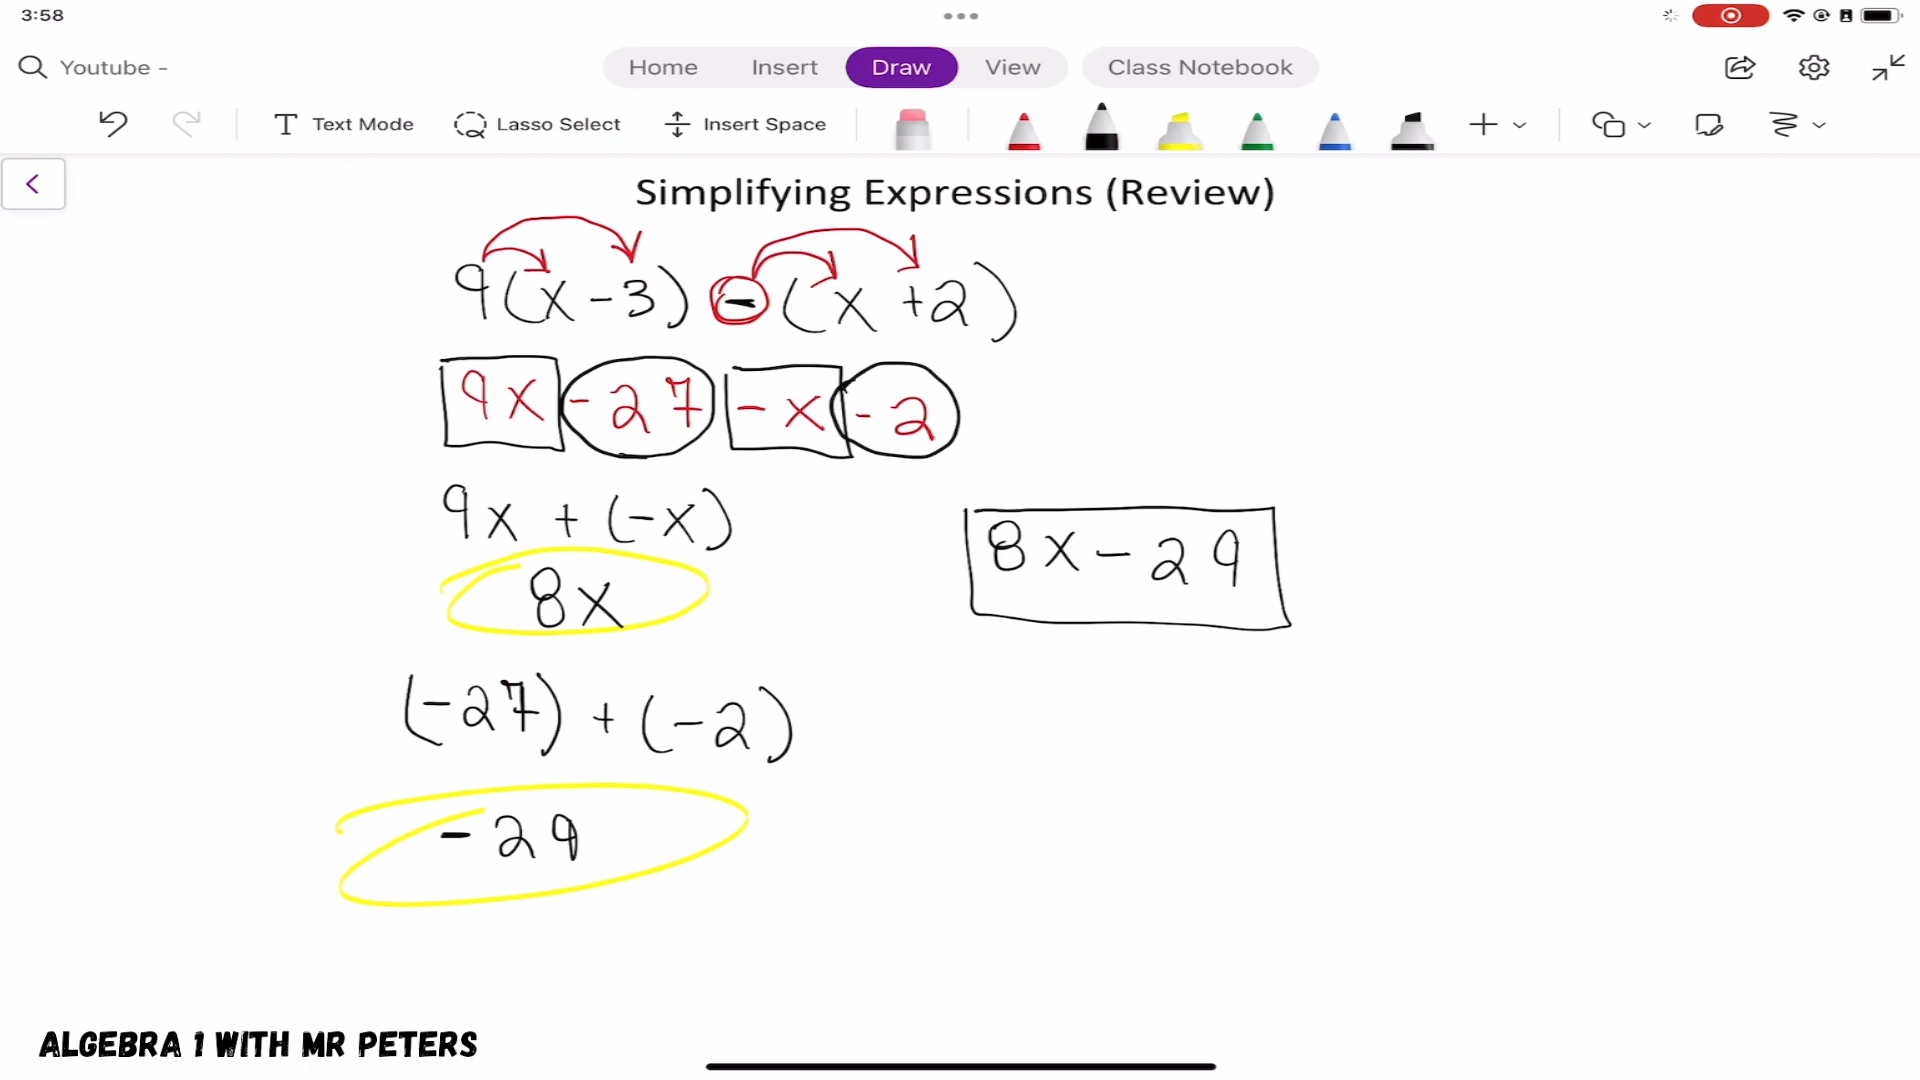 3:58
Youtube -
Home Insert Draw View Class Notebook
Text Mode Lasso Select Insert Space
Simplifying Expressions (Review)
9(x-3) - (x+2)
9x -27 -x -2
9x + (-x)
8x
8x - 29
(-27) + (-2)
-29
ALGEBRA 1 WITH MR PETERS